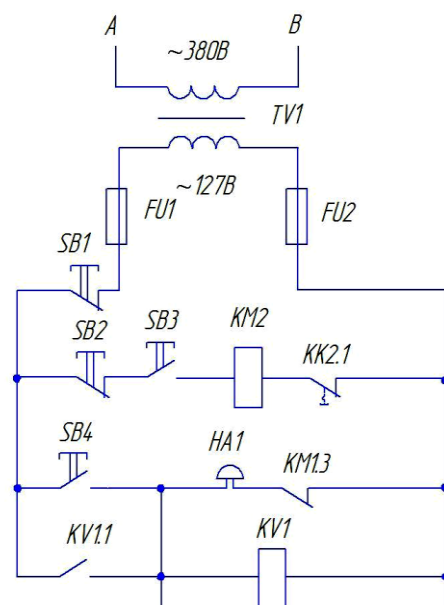 A B
~380В
TV1
~127В
FU1 FU2
SB1
SB2 SB3 KM2 KK2.1
SB4 HA1 KM1.3
KV1.1 KV1